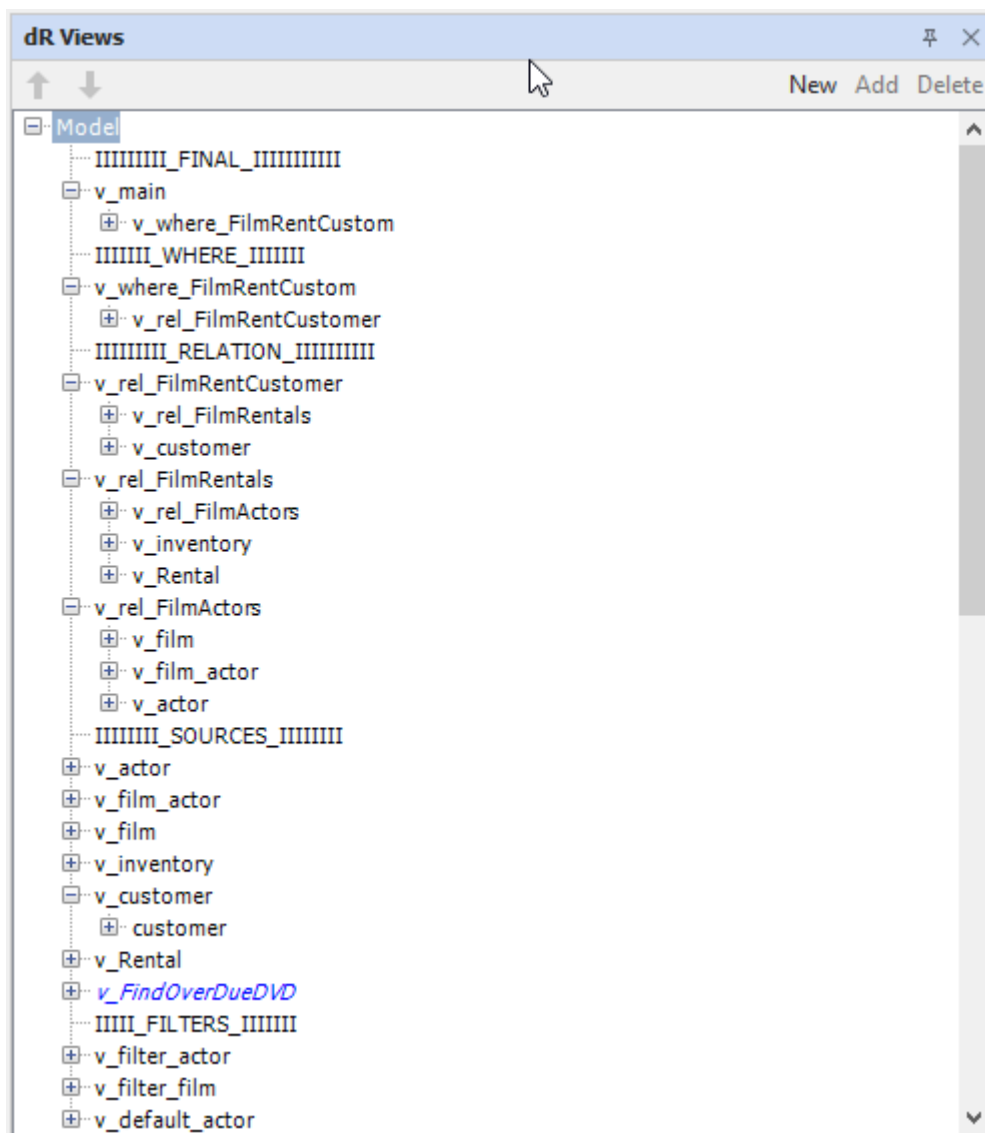 dR Views
New Add Delete
Model
IIIIIIIII_FINAL_IIIIIIIIIII
v_main
v_where_FilmRentCustom
IIIIIII_WHERE_IIIIIII
v_where_FilmRentCustom
v_rel_FilmRentCustomer
IIIIIIIII_RELATION_IIIIIIIIII
v_rel_FilmRentCustomer
v_rel_FilmRentals
v_customer
v_rel_FilmRentals
v_rel_FilmActors
v_inventory
v_Rental
v_rel_FilmActors
v_film
v_film_actor
v_actor
IIIIIIII_SOURCES_IIIIIIII
v_actor
v_film_actor
v_film
v_inventory
v_customer
customer
v_Rental
v_FindOverDueDVD
IIIII_FILTERS_IIIIIII
v_filter_actor
v_filter_film
v_default_actor